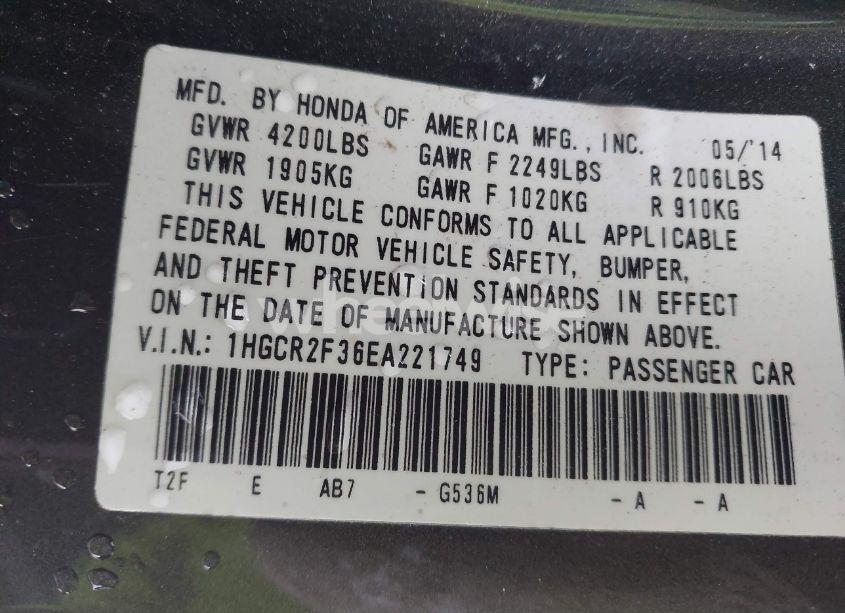 MFD. BY HONDA OF AMERICA MFG., INC. 05/'14
GVWR 4200LBS GAWR F 2249LBS R 2006LBS
GVWR 1905KG GAWR F 1020KG R 910KG
THIS VEHICLE CONFORMS TO ALL APPLICABLE
FEDERAL MOTOR VEHICLE SAFETY, BUMPER,
AND THEFT PREVENTION STANDARDS IN EFFECT
ON THE DATE OF MANUFACTURE SHOWN ABOVE.
V.I.N.: 1HGCR2F36EA221749 TYPE: PASSENGER CAR
T2F E AB7 - G536M - A - A